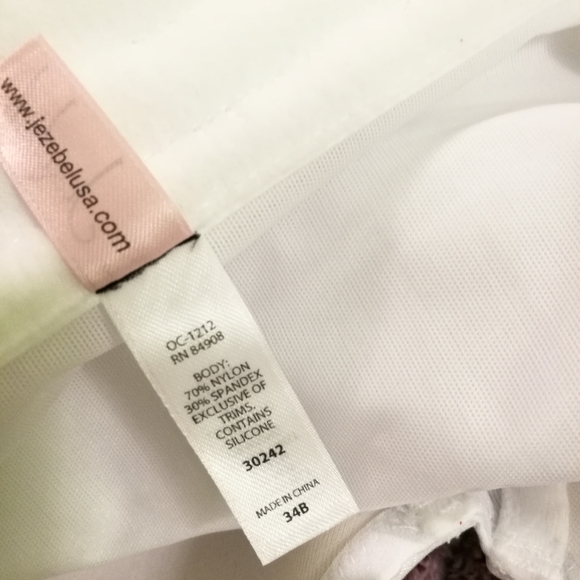 www.jezebelusa.com
OC-1212
RN 84908
BODY:
70% NYLON
30% SPANDEX
EXCLUSIVE OF
TRIMS.
CONTAINS
SILICONE
30242
MADE IN CHINA
34B